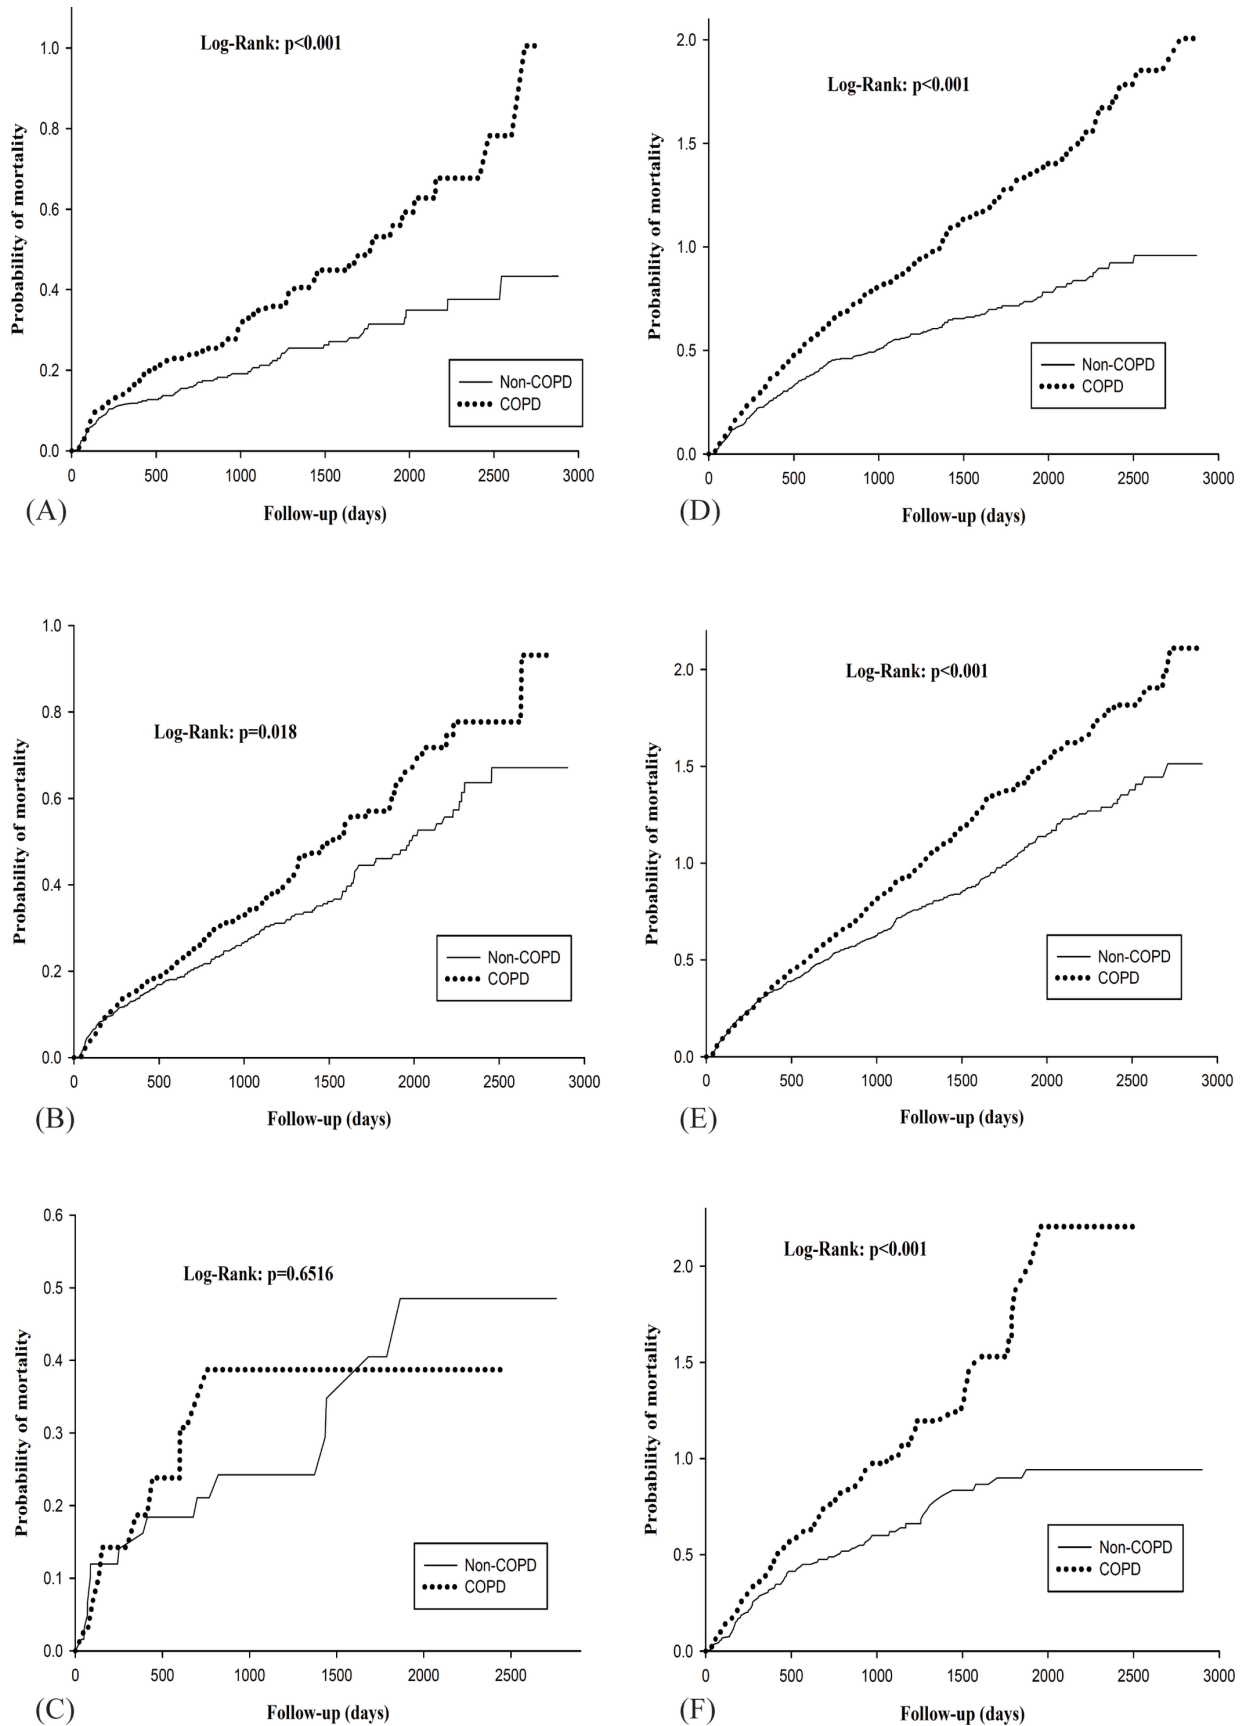 Log-Rank: p<0.001
Probability of mortality
1.0
0.8
0.6
0.4
0.2
0.0
Non-COPD
COPD
0 500 1000 1500 2000 2500 3000
Follow-up (days)
(A)
Log-Rank: p<0.001
Probability of mortality
2.0
1.5
1.0
0.5
0.0
Non-COPD
COPD
0 500 1000 1500 2000 2500 3000
Follow-up (days)
(D)
Log-Rank: p=0.018
Probability of mortality
1.0
0.8
0.6
0.4
0.2
0.0
Non-COPD
COPD
0 500 1000 1500 2000 2500 3000
Follow-up (days)
(B)
Log-Rank: p<0.001
Probability of mortality
2.0
1.5
1.0
0.5
0.0
Non-COPD
COPD
0 500 1000 1500 2000 2500 3000
Follow-up (days)
(E)
Log-Rank: p=0.6516
Probability of mortality
0.6
0.5
0.4
0.3
0.2
0.1
0.0
Non-COPD
COPD
0 500 1000 1500 2000 2500
Follow-up (days)
(C)
Log-Rank: p<0.001
Probability of mortality
2.0
1.5
1.0
0.5
0.0
Non-COPD
COPD
0 500 1000 1500 2000 2500 3000
Follow-up (days)
(F)